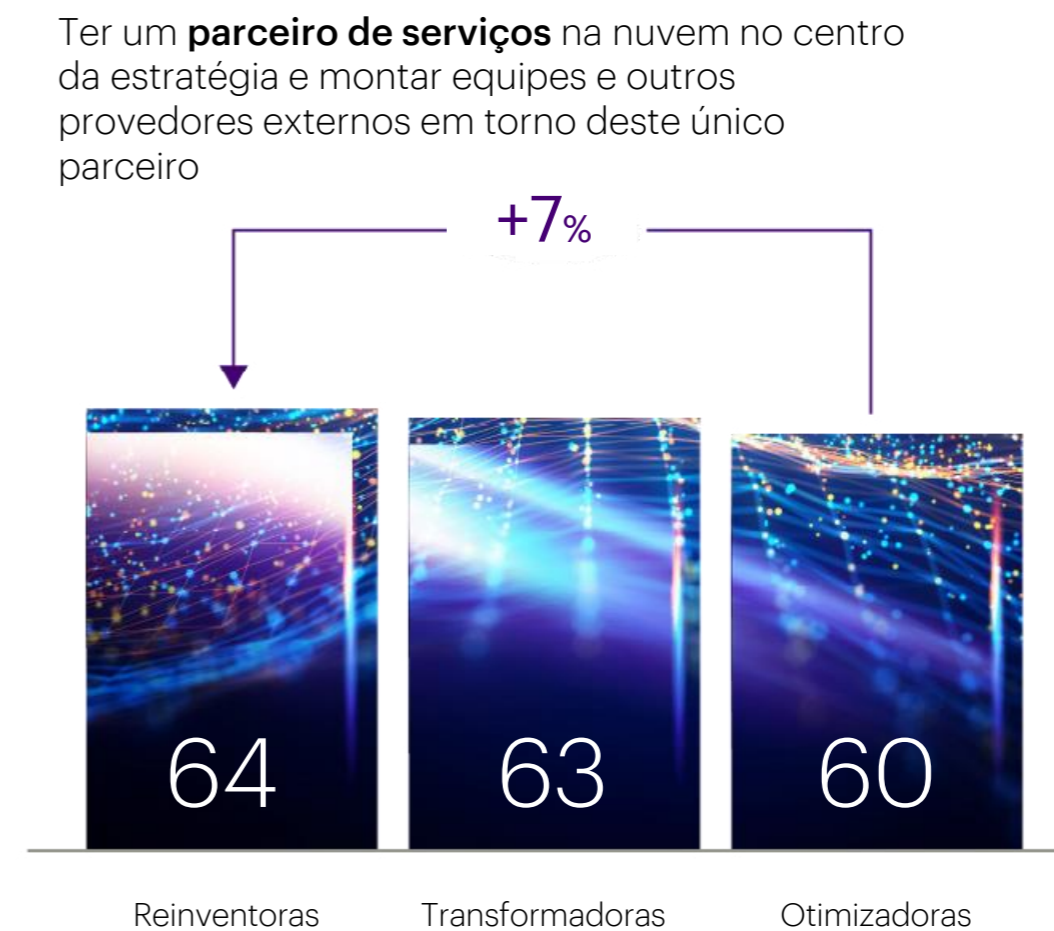 Ter um parceiro de serviços na nuvem no centro
da estratégia e montar equipes e outros
provedores externos em torno deste único
parceiro
+7%
64
63
60
Reinventoras
Transformadoras
Otimizadoras